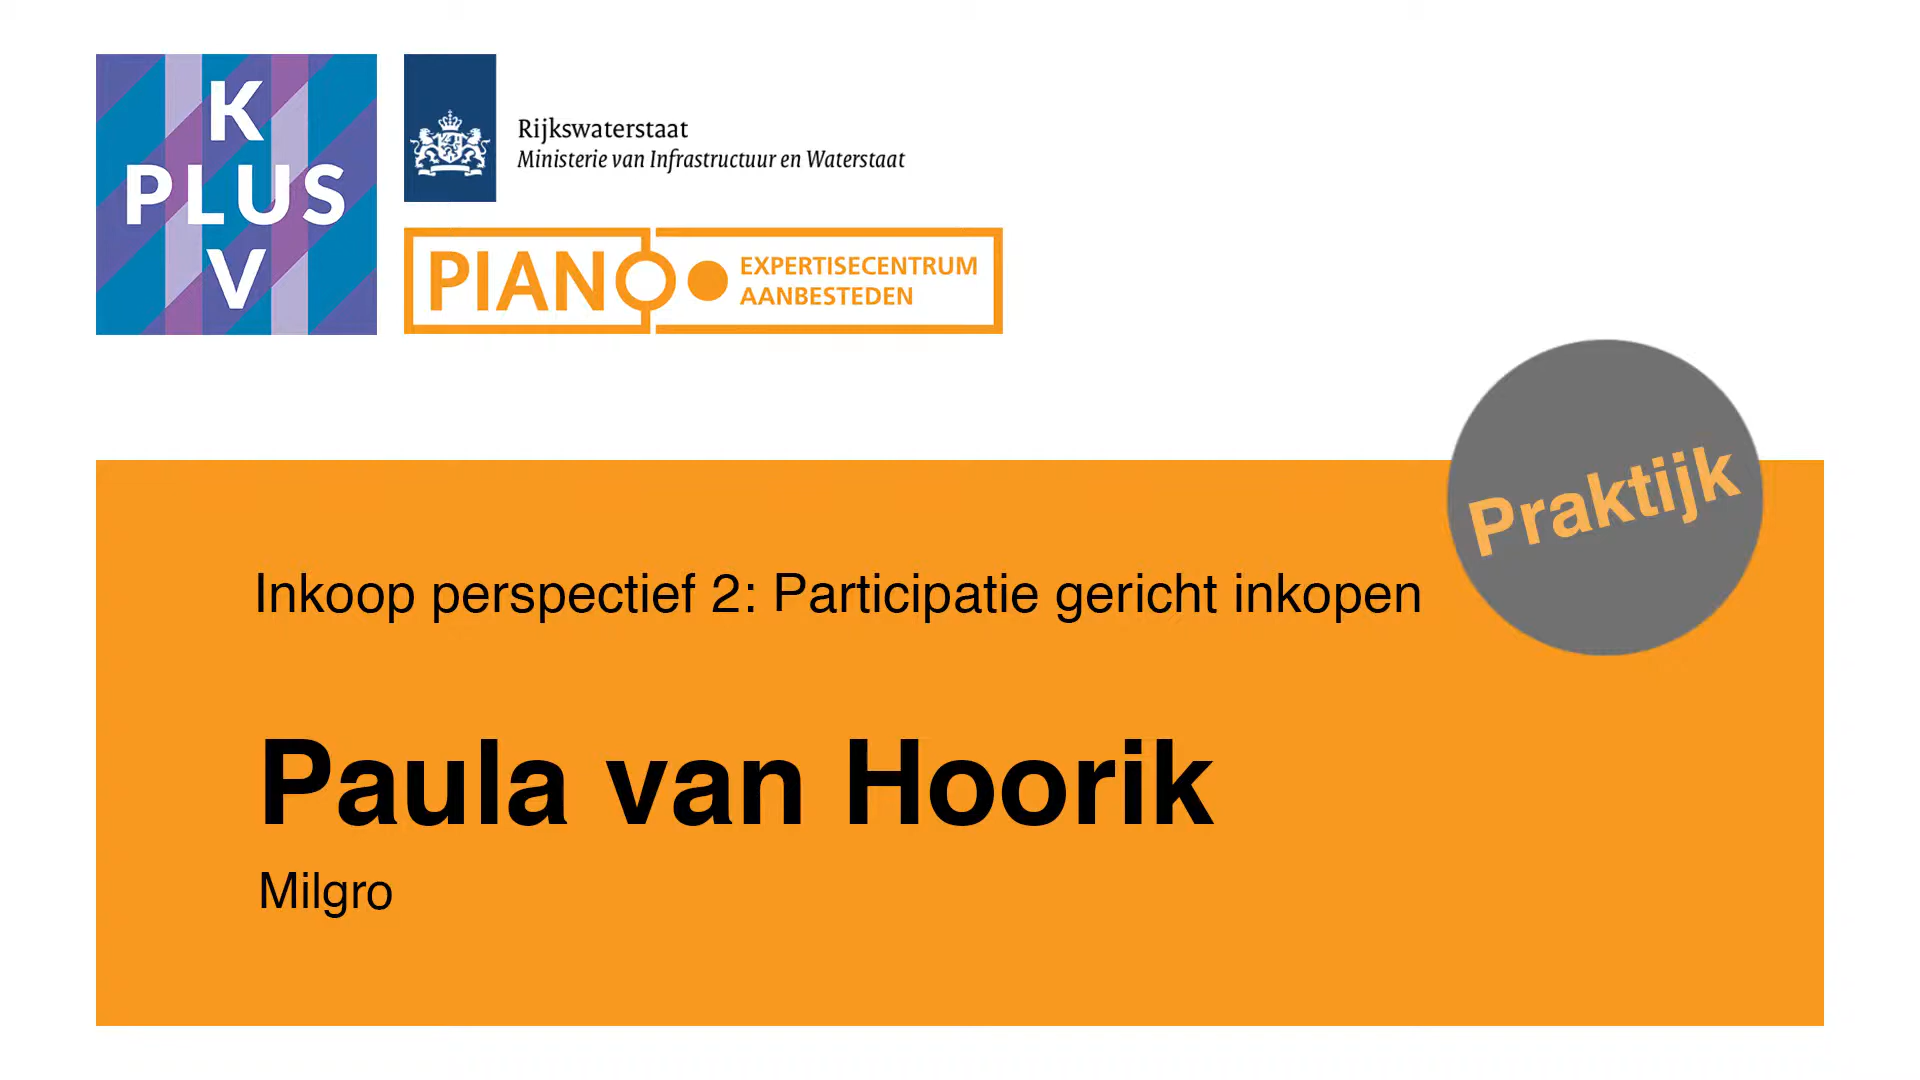 K
PLUS
V
Rijkswaterstaat
Ministerie van Infrastructuur en Waterstaat
PIANOo
EXPERTISECENTRUM
AANBESTEDEN
Praktijk
Inkoop perspectief 2: Participatie gericht inkopen
Paula van Hoorik
Milgro